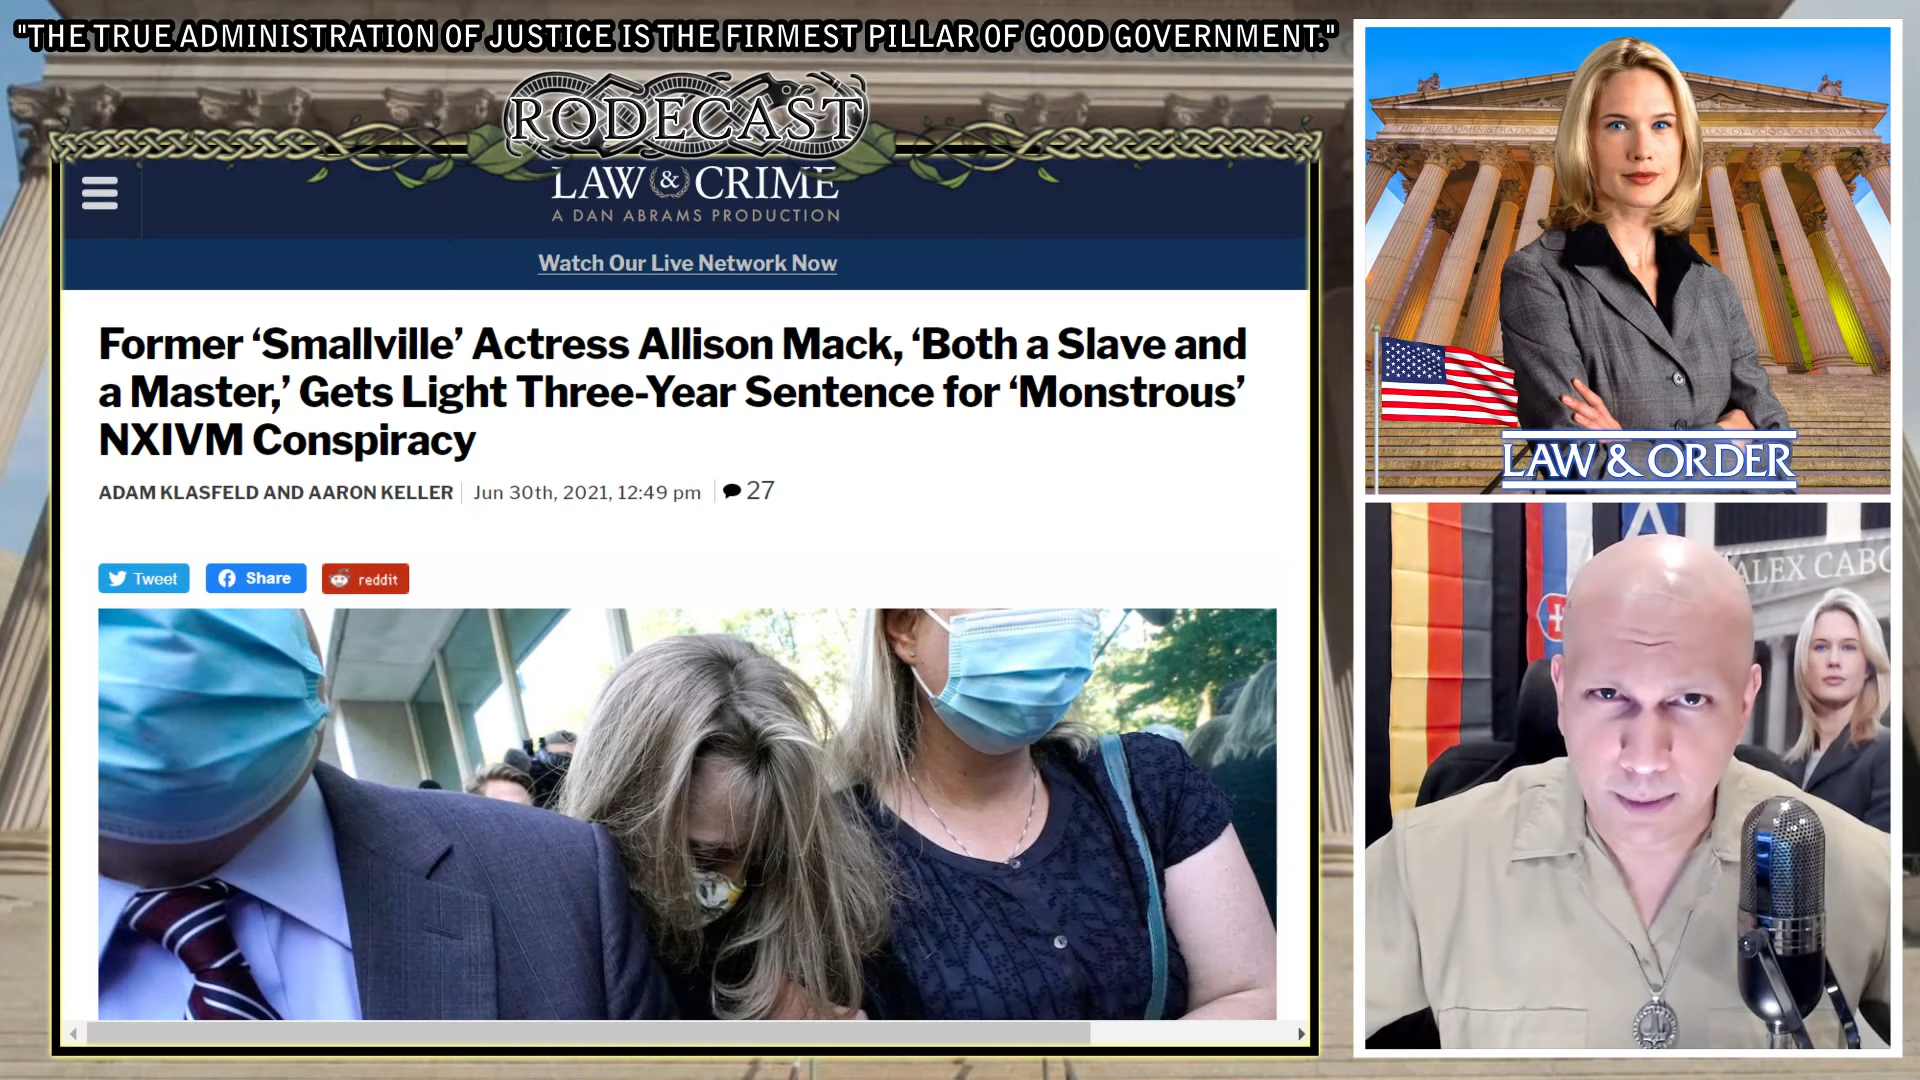 "THE TRUE ADMINISTRATION OF JUSTICE IS THE FIRMEST PILLAR OF GOOD GOVERNMENT."
RODECAST
LAW & CRIME
A DAN ABRAMS PRODUCTION
Watch Our Live Network Now
Former ‘Smallville’ Actress Allison Mack, ‘Both a Slave and
a Master,’ Gets Light Three-Year Sentence for ‘Monstrous’
NXIVM Conspiracy
ADAM KLASFELD AND AARON KELLER Jun 30th, 2021, 12:49 pm 27
Tweet Share reddit
LAW & ORDER
ALEX CABO